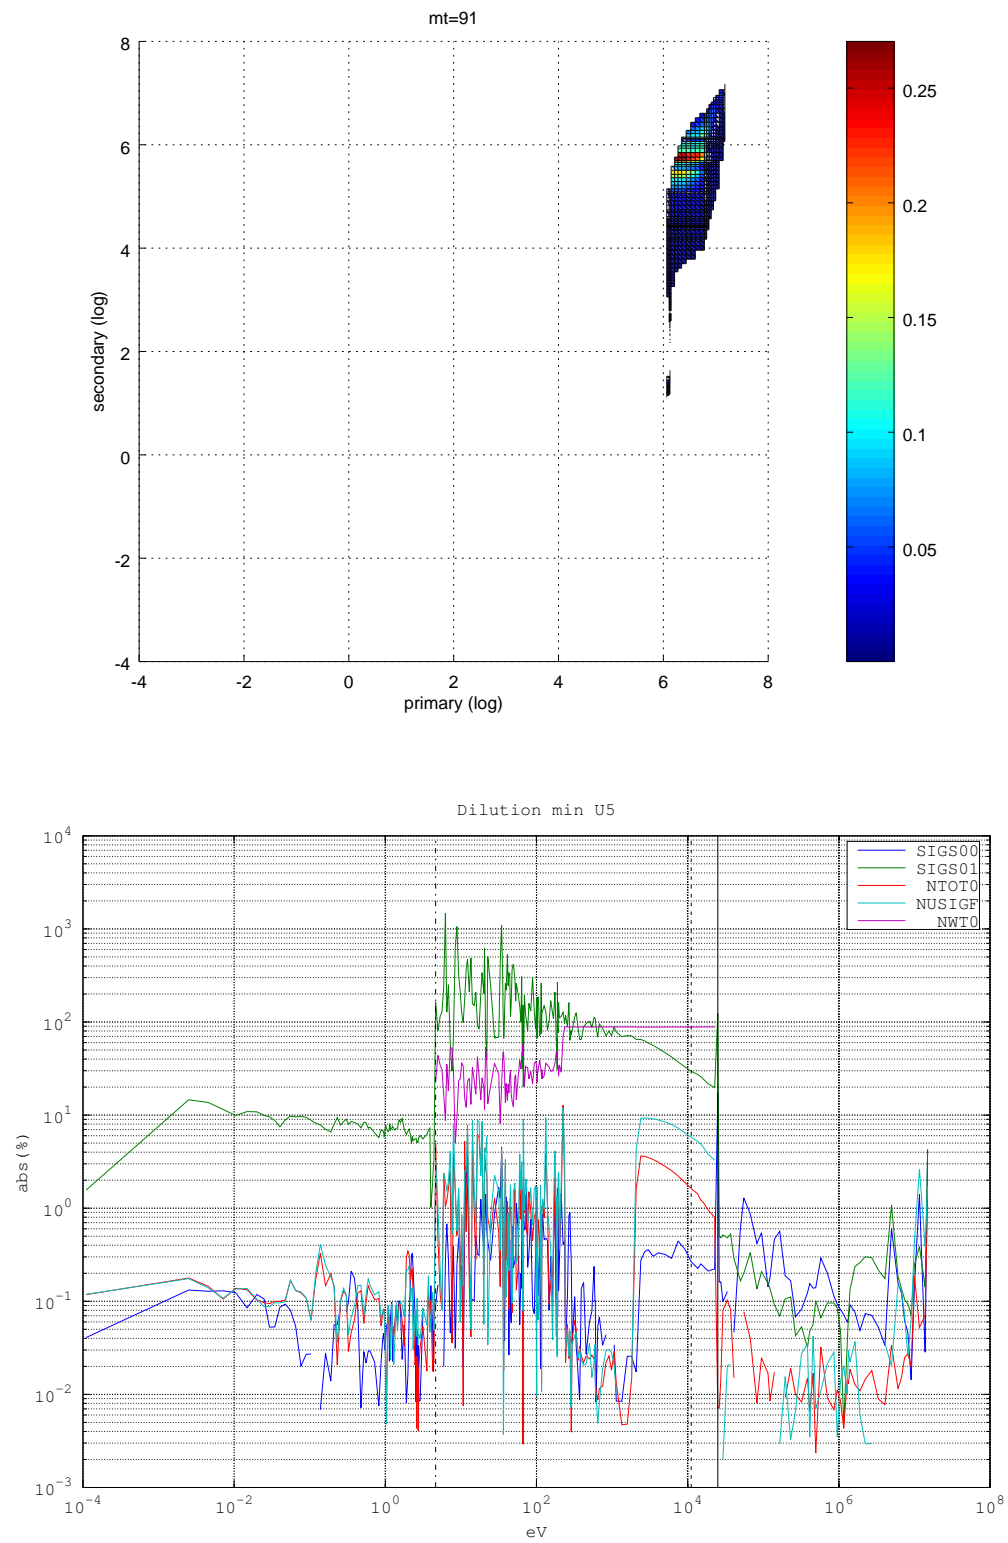 mt=91
8
6
4
2
0
-2
-4
-4 -2 0 2 4 6 8
secondary (log)
primary (log)
0.25
0.2
0.15
0.1
0.05
Dilution min U5
SIGS00
SIGS01
NTOT0
NUSIGF
NWT0
10^4
10^3
10^2
10^1
10^0
10^-1
10^-2
10^-3
abs(%)
10^-4 10^-2 10^0 10^2 10^4 10^6 10^8
eV